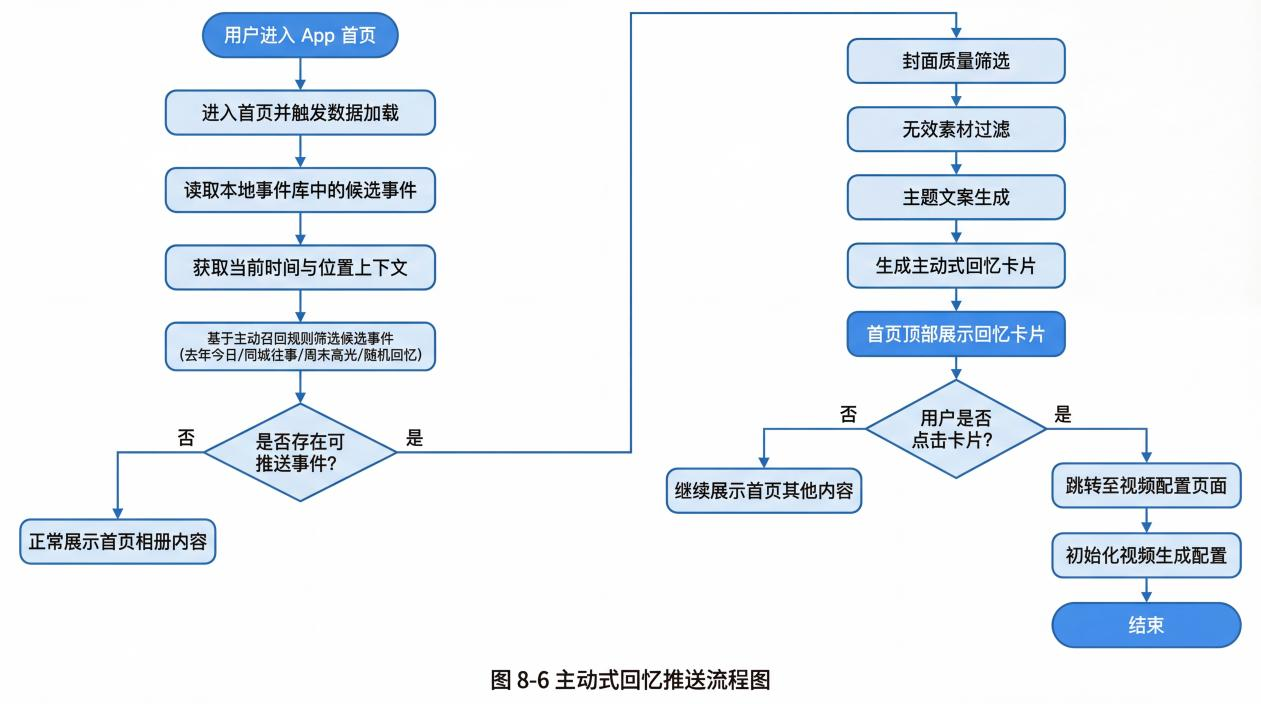 用户进入 App 首页
进入首页并触发数据加载
读取本地事件库中的候选事件
获取当前时间与位置上下文
基于主动召回规则筛选候选事件
(去年今日/同城往事/周末高光/随机回忆)
是否存在可
推送事件?
否
是
正常展示首页相册内容
封面质量筛选
无效素材过滤
主题文案生成
生成主动式回忆卡片
首页顶部展示回忆卡片
用户是否
点击卡片?
否
是
继续展示首页其他内容
跳转至视频配置页面
初始化视频生成配置
结束
图 8-6 主动式回忆推送流程图